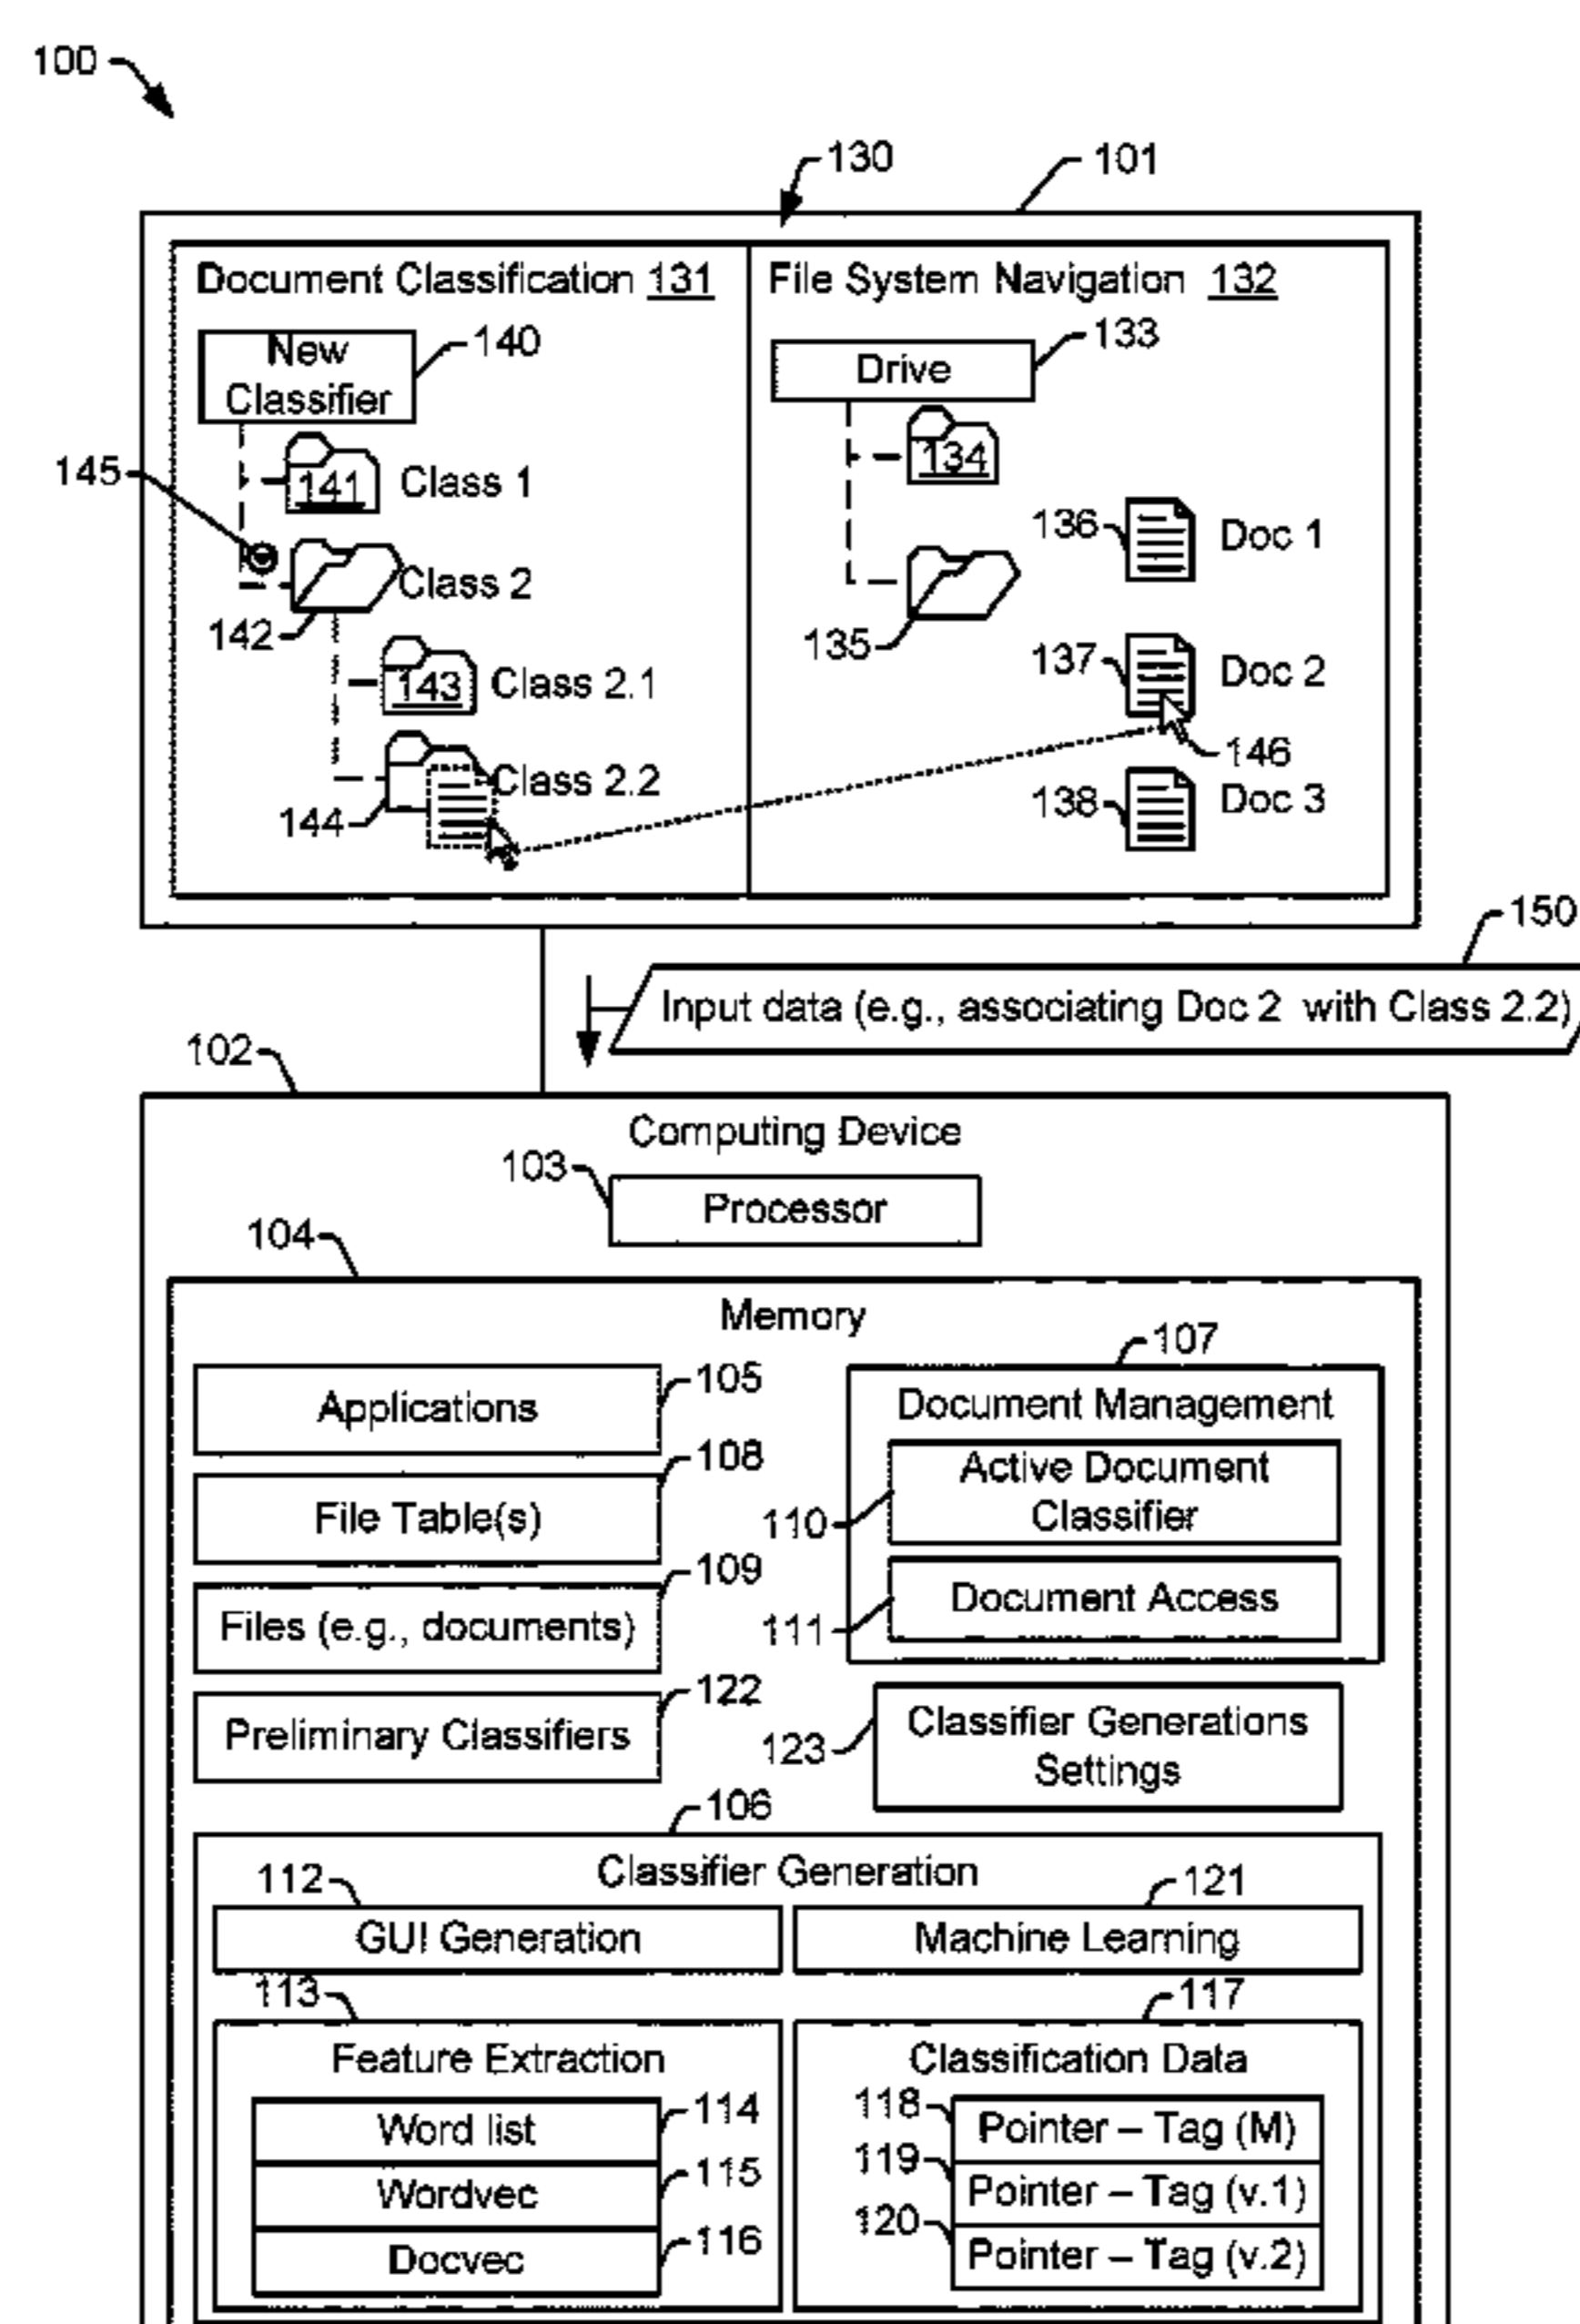 100
130
101
Document Classification 131
File System Navigation 132
New
Classifier
140
Drive
133
145
141
Class 1
134
136
Doc 1
Class 2
142
135
143
Class 2.1
137
Doc 2
146
Class 2.2
144
138
Doc 3
150
Input data (e.g., associating Doc 2 with Class 2.2)
102
Computing Device
103
Processor
104
Memory
105
Applications
107
Document Management
108
File Table(s)
Active Document
Classifier
110
109
Files (e.g., documents)
Document Access
111
122
Preliminary Classifiers
Classifier Generations
Settings
123
106
Classifier Generation
112
GUI Generation
121
Machine Learning
113
Feature Extraction
117
Classification Data
Word list
114
118
Pointer – Tag (M)
Wordvec
115
119
Pointer – Tag (v.1)
Docvec
116
120
Pointer – Tag (v.2)